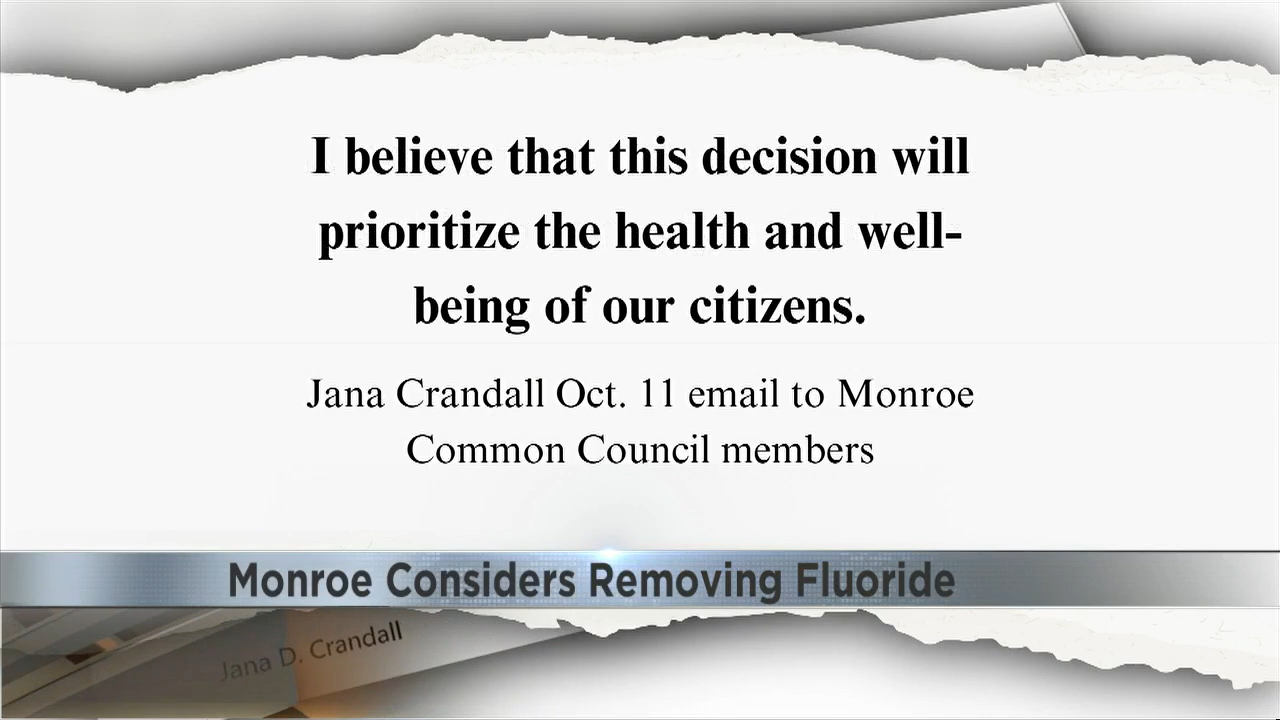 I believe that this decision will
prioritize the health and well-
being of our citizens.
Jana Crandall Oct. 11 email to Monroe
Common Council members
Monroe Considers Removing Fluoride
Jana D. Crandall